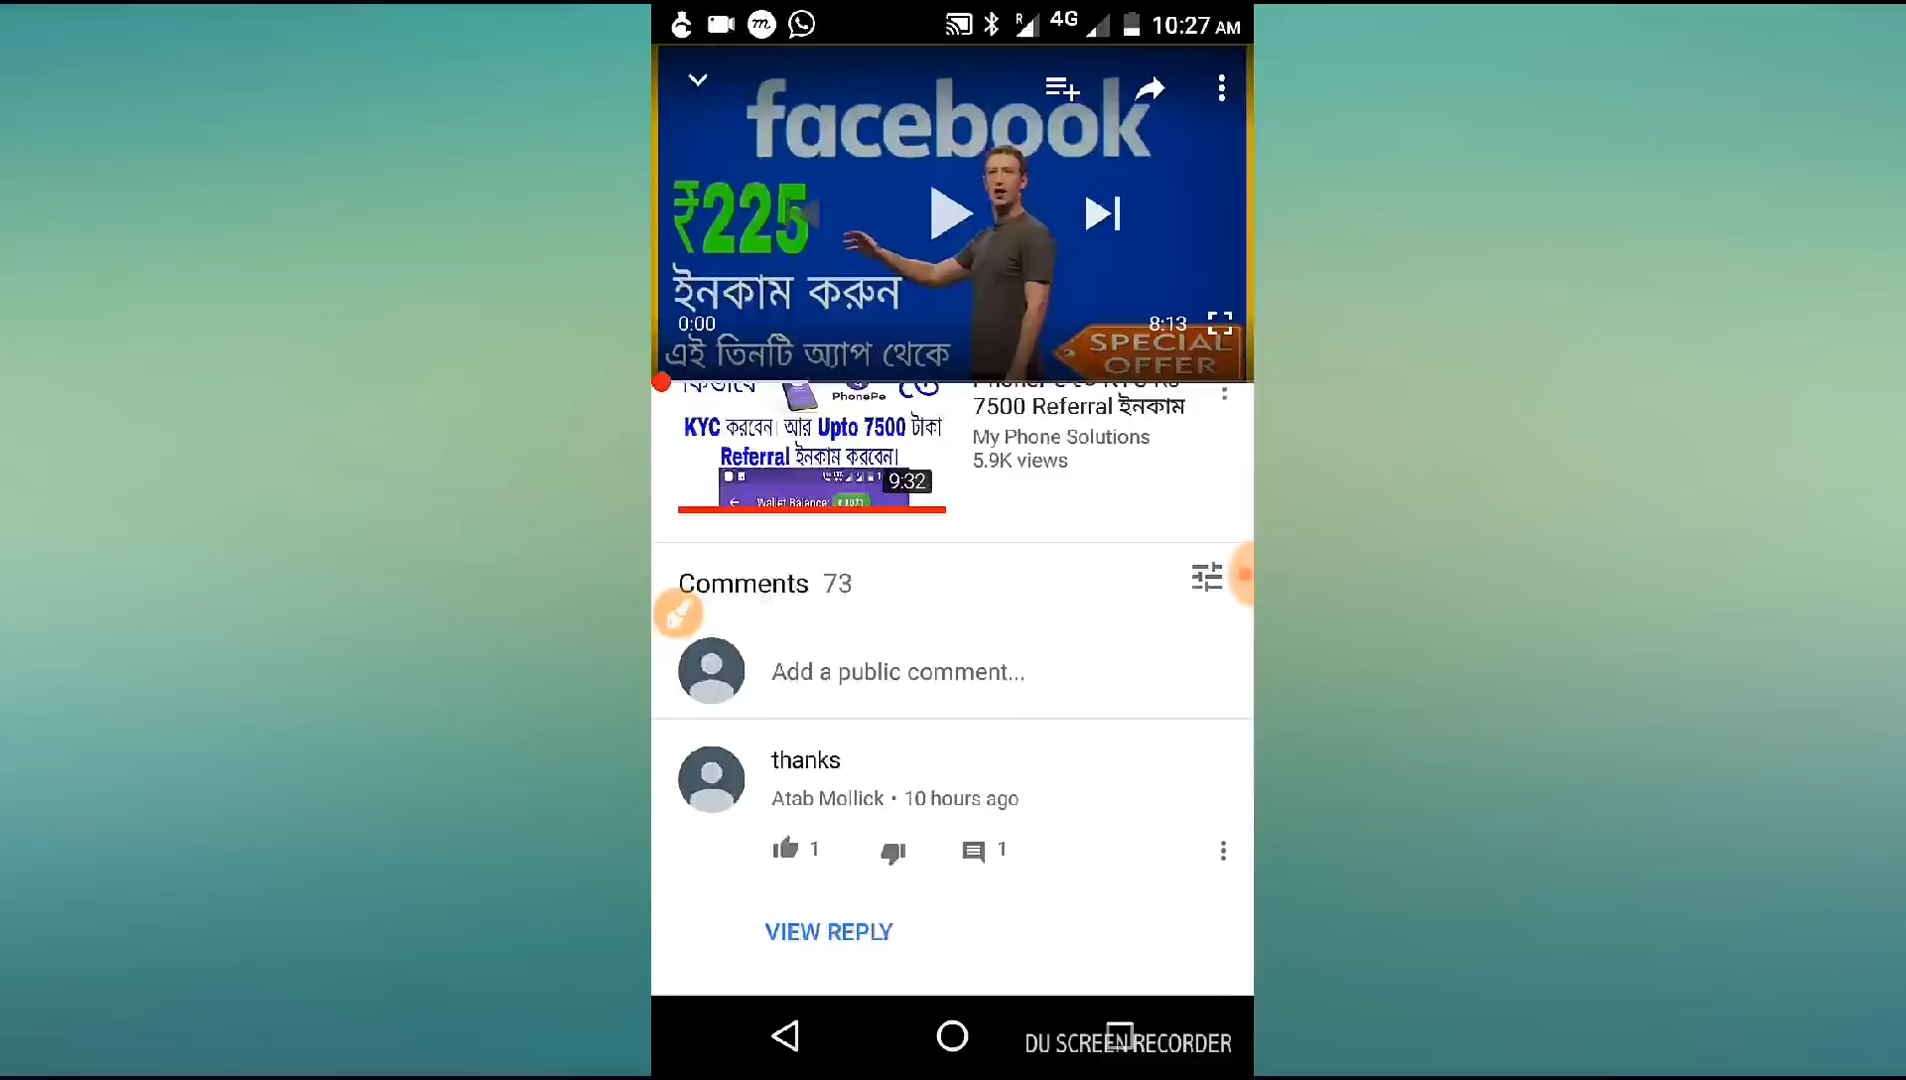 4G 10:27 AM
facebook
₹225
ইনকাম করুন
0:00
8:13
এই তিনটি অ্যাপ থেকে
SPECIAL
OFFER
কিভাবে
PhonePe
তে
KYC করবেন। আর Upto 7500 টাকা
Referral ইনকাম করবেন।
9:32
Wallet Balance:
7500 Referral ইনকাম
My Phone Solutions
5.9K views
Comments 73
Add a public comment...
thanks
Atab Mollick • 10 hours ago
1
1
VIEW REPLY
DU SCREEN RECORDER